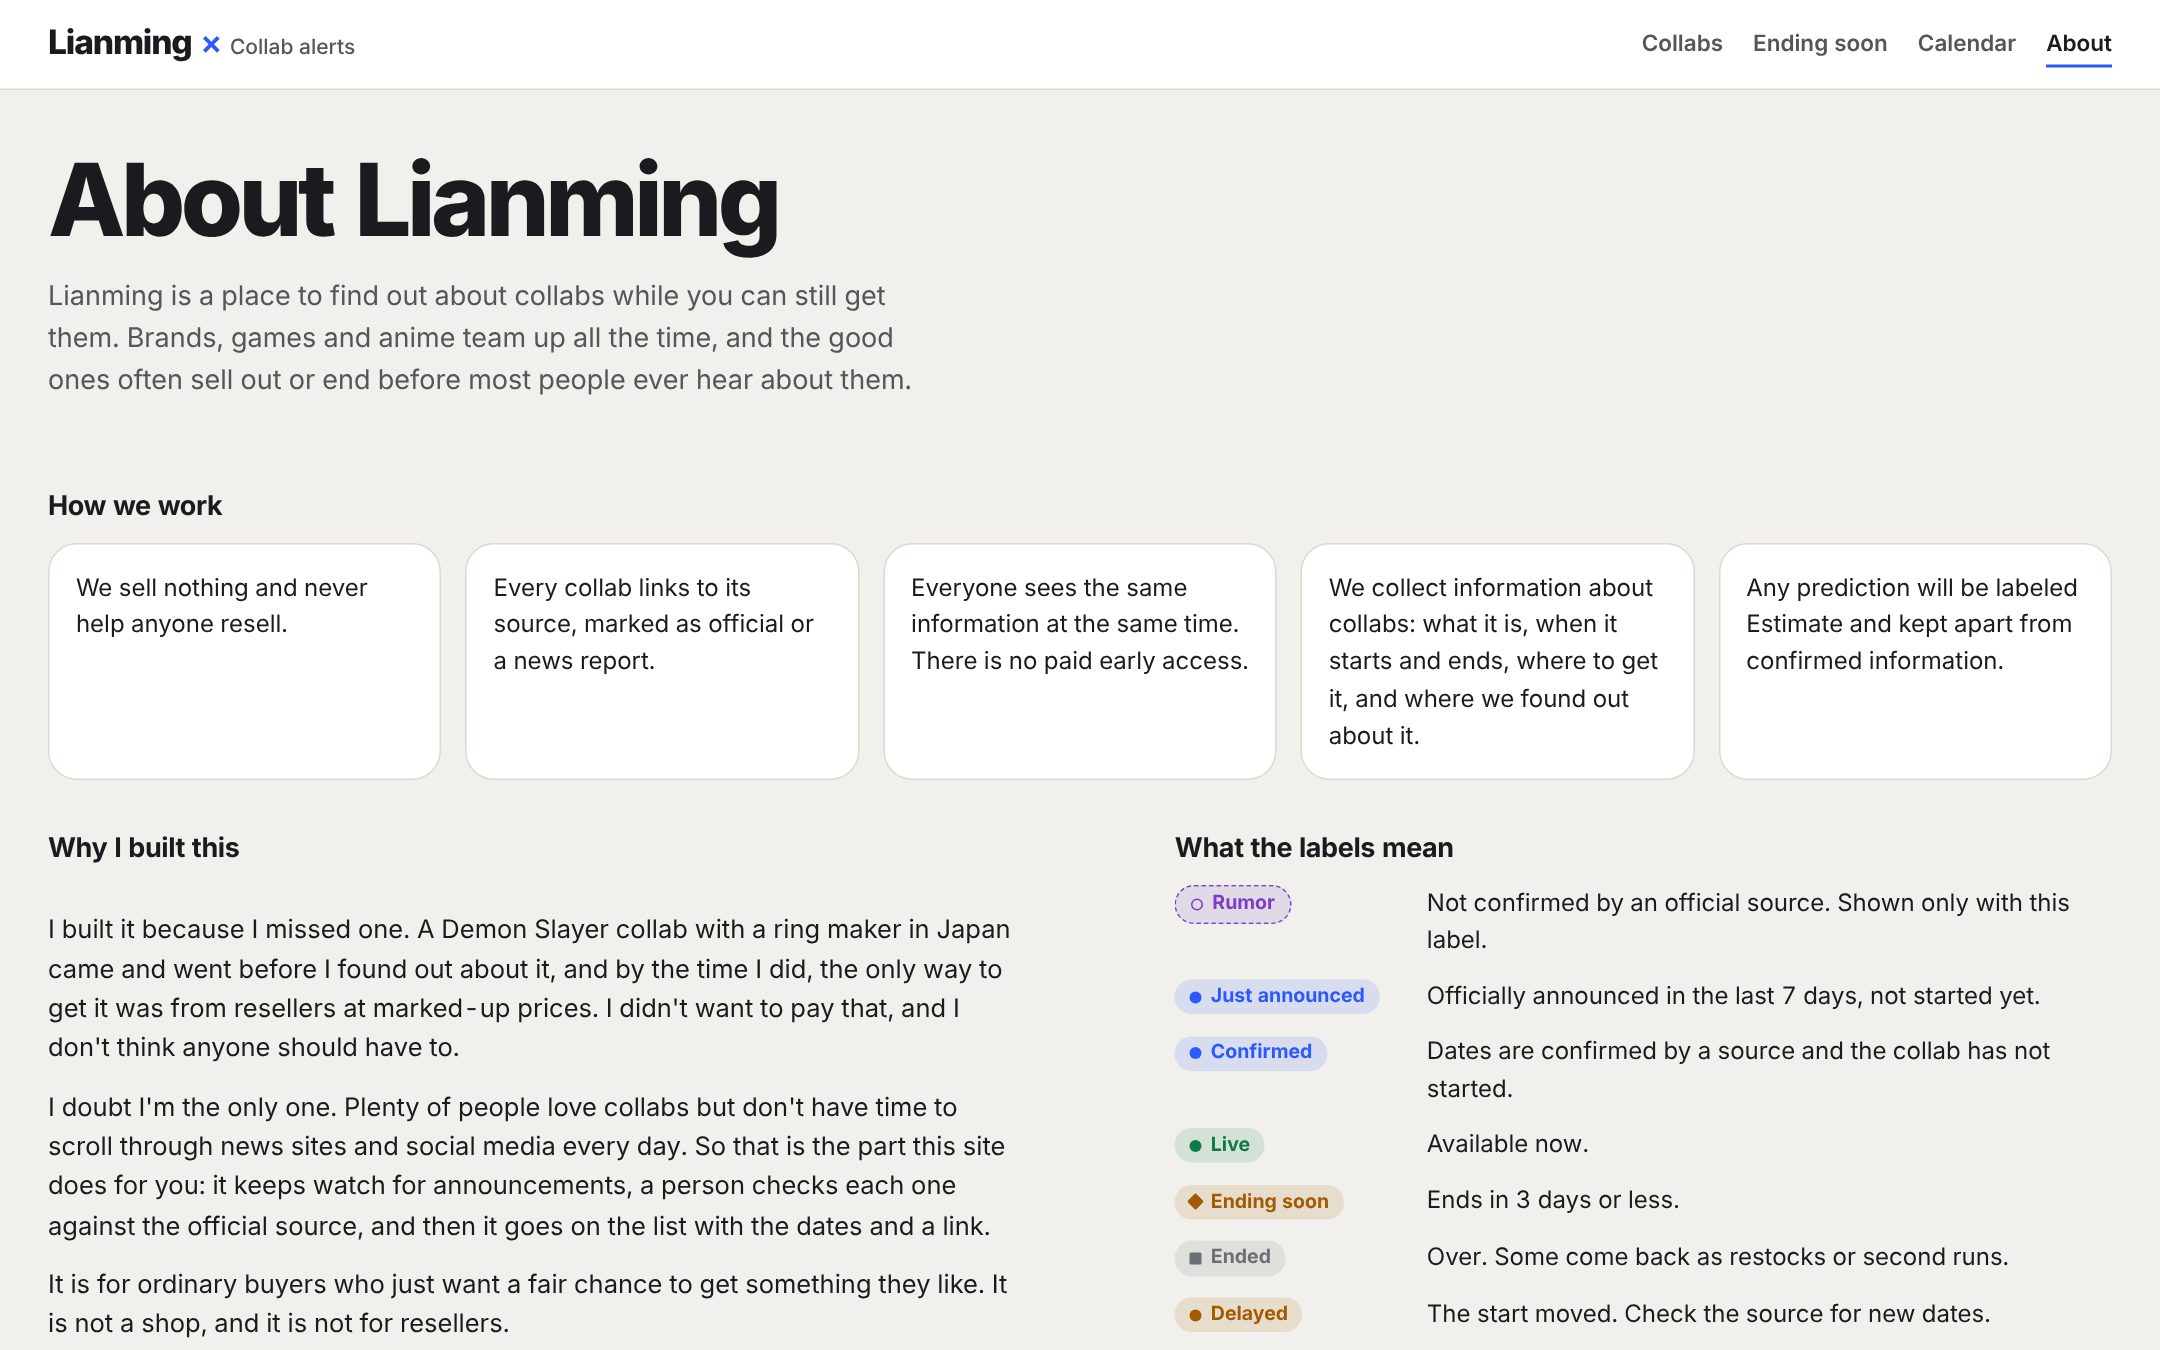 Lianming × Collab alerts
Collabs Ending soon Calendar About
About Lianming
Lianming is a place to find out about collabs while you can still get
them. Brands, games and anime team up all the time, and the good
ones often sell out or end before most people ever hear about them.
How we work
We sell nothing and never
help anyone resell.
Every collab links to its
source, marked as official or
a news report.
Everyone sees the same
information at the same time.
There is no paid early access.
We collect information about
collabs: what it is, when it
starts and ends, where to get
it, and where we found out
about it.
Any prediction will be labeled
Estimate and kept apart from
confirmed information.
Why I built this
I built it because I missed one. A Demon Slayer collab with a ring maker in Japan
came and went before I found out about it, and by the time I did, the only way to
get it was from resellers at marked-up prices. I didn't want to pay that, and I
don't think anyone should have to.
I doubt I'm the only one. Plenty of people love collabs but don't have time to
scroll through news sites and social media every day. So that is the part this site
does for you: it keeps watch for announcements, a person checks each one
against the official source, and then it goes on the list with the dates and a link.
It is for ordinary buyers who just want a fair chance to get something they like. It
is not a shop, and it is not for resellers.
What the labels mean
Rumor
Not confirmed by an official source. Shown only with this
label.
Just announced
Officially announced in the last 7 days, not started yet.
Confirmed
Dates are confirmed by a source and the collab has not
started.
Live
Available now.
Ending soon
Ends in 3 days or less.
Ended
Over. Some come back as restocks or second runs.
Delayed
The start moved. Check the source for new dates.